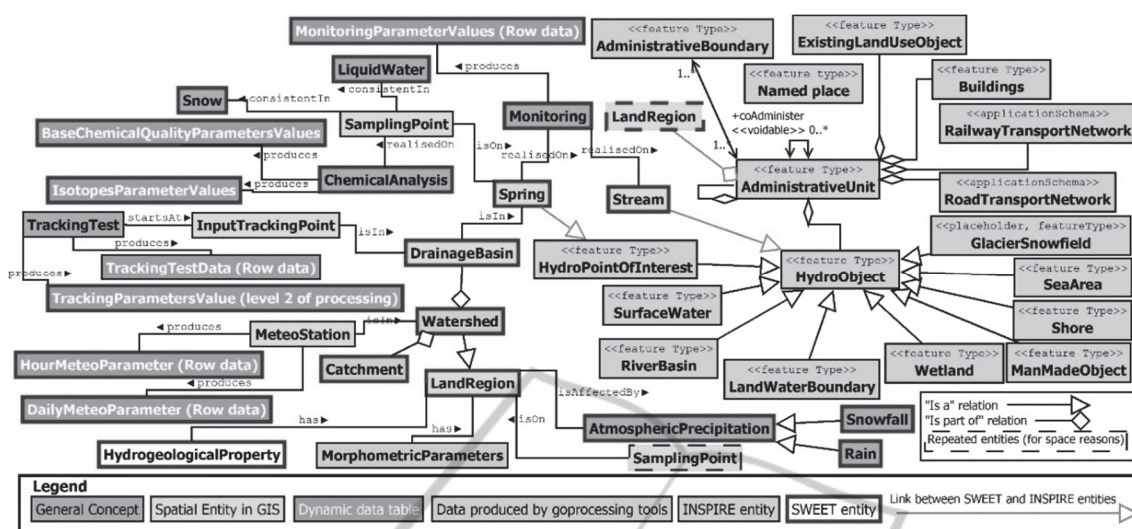 MonitoringParameterValues (Row data)
◄produces
LiquidWater
◄consistentIn
Snow
◄consistentIn
SamplingPoint
BaseChemicalQualityParametersValues
◄realisedOn
◄produces
ChemicalAnalysis
IsotopesParameterValues
◄produces
isOn
Monitoring
realisedOn►
realisedOn►
Spring
Stream
TrackingTest
startsAt►
InputTrackingPoint
isIn►
isIn►
DrainageBasin
produces►
TrackingTestData (Row data)
produces►
TrackingParametersValue (level 2 of processing)
MeteoStation
isIn►
Watershed
◄produces
HourMeteoParameter (Row data)
Catchment
◄produces
DailyMeteoParameter (Row data)
LandRegion
isAffectedBy►
has►
has►
◄isOn
HydrogeologicalProperty
MorphometricParameters
SamplingPoint
AtmosphericPrecipitation
Snowfall
Rain
<<feature Type>>
AdministrativeBoundary
<<feature Type>>
ExistingLandUseObject
1..*
<<feature type>>
Named place
<<feature Type>>
Buildings
LandRegion
+coAdminister
<<voidable>> 0..*
<<applicationSchema>>
RailwayTransportNetwork
1..*
<<feature Type>>
AdministrativeUnit
<<applicationSchema>>
RoadTransportNetwork
<<feature Type>>
HydroPointOfInterest
<<feature Type>>
HydroObject
<<placeholder, featureType>>
GlacierSnowfield
<<feature Type>>
SeaArea
<<feature Type>>
SurfaceWater
<<feature Type>>
Shore
<<feature Type>>
RiverBasin
<<feature Type>>
LandWaterBoundary
<<feature Type>>
Wetland
<<feature Type>>
ManMadeObject
"Is a" relation
"Is part of" relation
Repeated entities (for space reasons)
Legend
General Concept
Spatial Entity in GIS
Dynamic data table
Data produced by goprocessing tools
INSPIRE entity
SWEET entity
Link between SWEET and INSPIRE entities